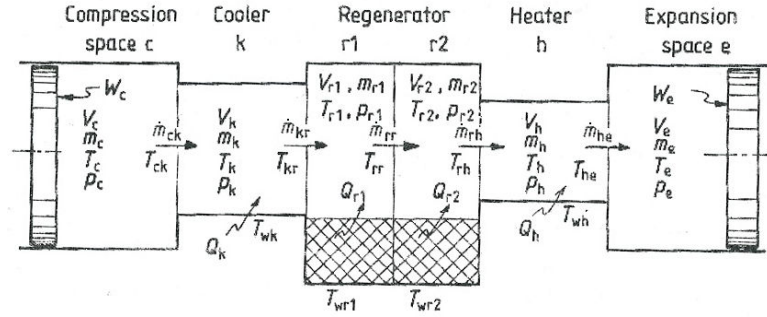 Compression Cooler Regenerator Heater Expansion
space c k r1 r2 h space e
W_c V_r1 , m_r1 V_r2 , m_r2 W_e
V_c ṁ_ck V_k ṁ_kr T_r1 , p_r1 ṁ_rr T_r2 , p_r2 ṁ_rh V_h ṁ_he V_e
m_c m_k m_h m_e
T_c T_ck T_k T_kr T_rr T_rh T_h T_he T_e
p_c p_k Q_r1 Q_r2 p_h p_e
Q_k T_wk Q_h T_wh
T_wr1 T_wr2